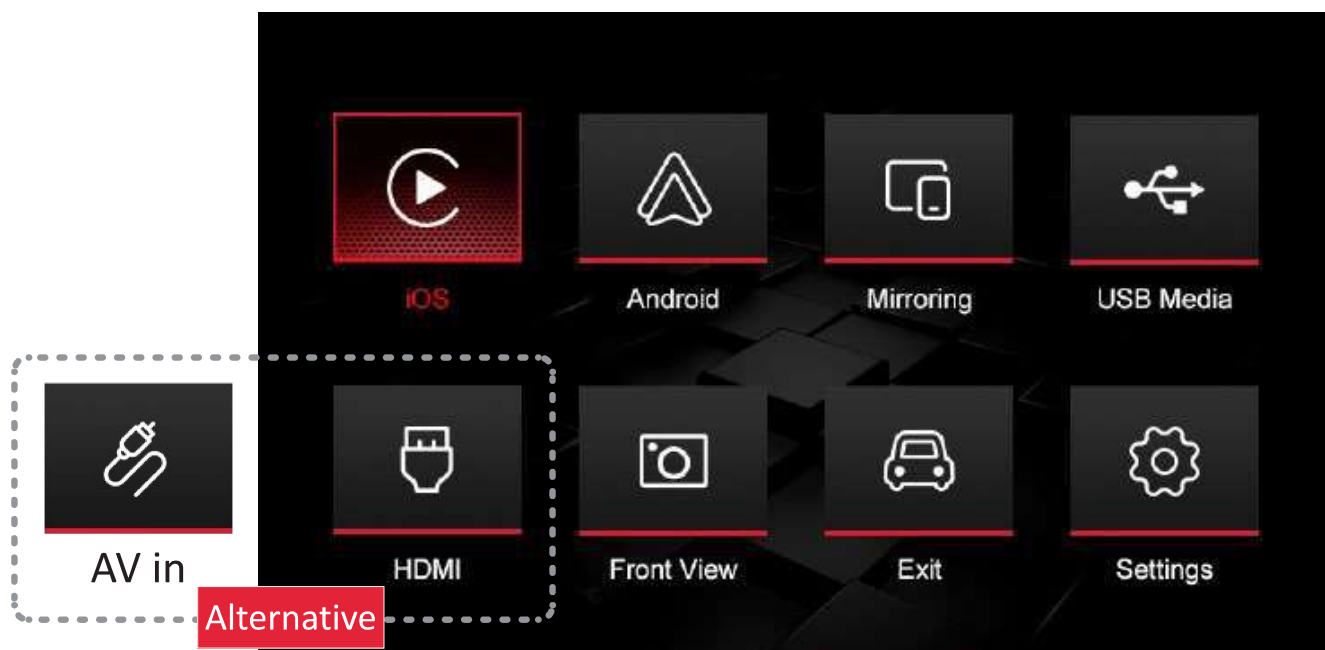 iOS
Android
Mirroring
USB Media
AV in
HDMI
Front View
Exit
Settings
Alternative